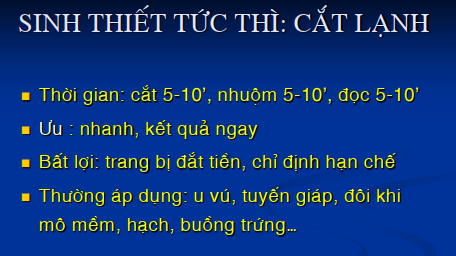 SINH THIẾT TỨC THÌ: CẮT LẠNH
Thời gian: cắt 5-10’, nhuộm 5-10’, đọc 5-10’
Ưu : nhanh, kết quả ngay
Bất lợi: trang bị đắt tiền, chỉ định hạn chế
Thường áp dụng: u vú, tuyến giáp, đôi khi
mô mềm, hạch, buồng trứng…